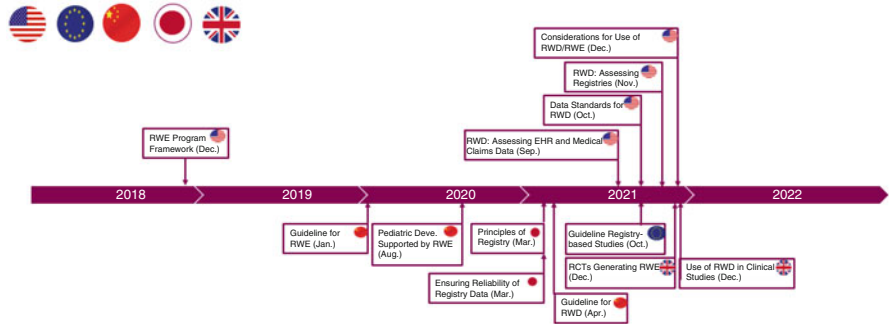 Considerations for Use of
RWD/RWE (Dec.)
RWD: Assessing
Registries (Nov.)
Data Standards for
RWD (Oct.)
RWE Program
Framework (Dec.)
RWD: Assessing EHR and Medical
Claims Data (Sep.)
2018
2019
2020
2021
2022
Guideline for
RWE (Jan.)
Pediatric Deve.
Supported by RWE
(Aug.)
Principles of
Registry (Mar.)
Guideline Registry-
based Studies (Oct.)
RCTs Generating RWE
(Dec.)
Use of RWD in Clinical
Studies (Dec.)
Ensuring Reliability of
Registry Data (Mar.)
Guideline for
RWD (Apr.)